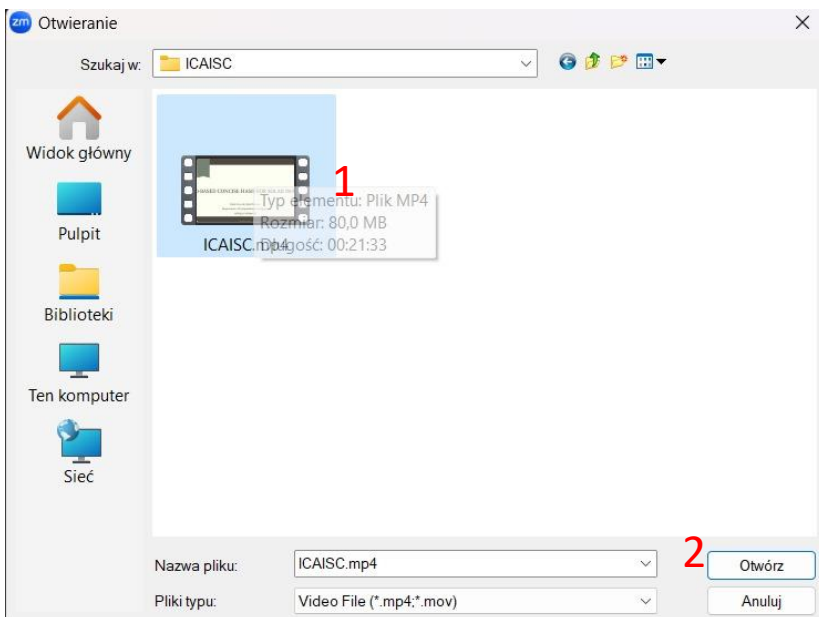 zm Otwieranie
Szukaj w: ICAISC
Widok główny
Pulpit
Biblioteki
Ten komputer
Sieć
1
Typ elementu: Plik MP4
Rozmiar: 80,0 MB
Długość: 00:21:33
ICAISC.mp4
Nazwa pliku: ICAISC.mp4
2 Otwórz
Pliki typu: Video File (*.mp4;*.mov)
Anuluj